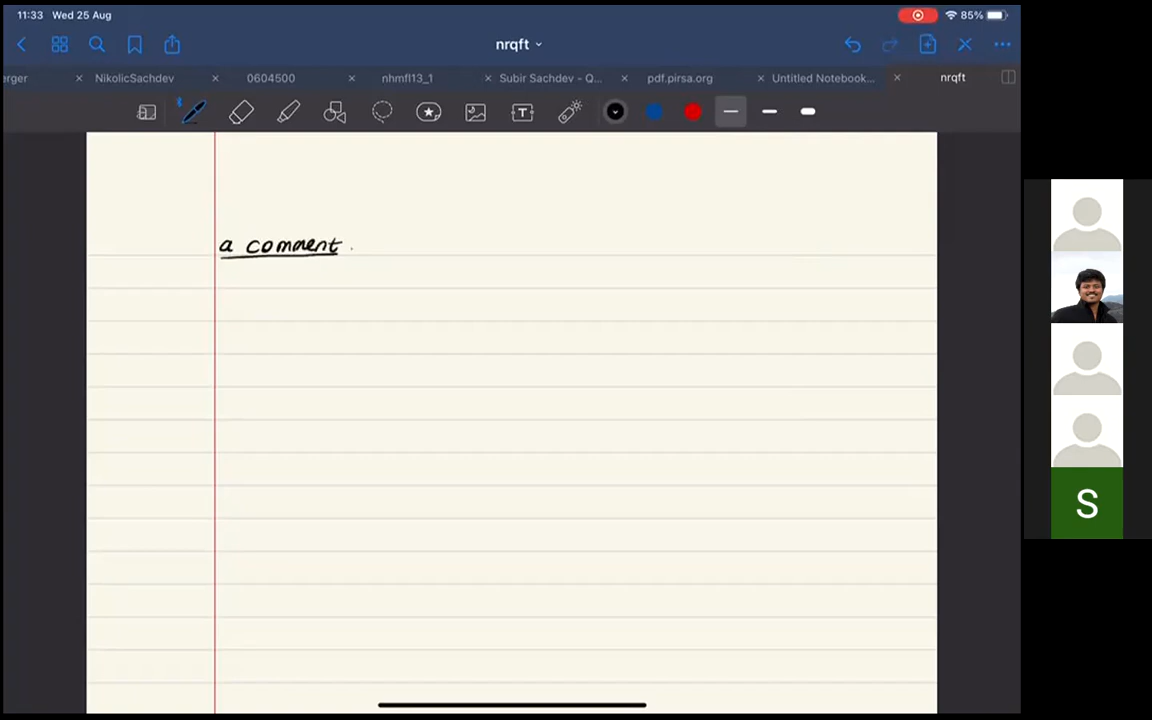 11:33 Wed 25 Aug 85%
nrqft
erger NikolicSachdev 0604500 nhmfl13_1 Subir Sachdev - Q... pdf.pirsa.org Untitled Notebook... nrqft
T
a comment
S